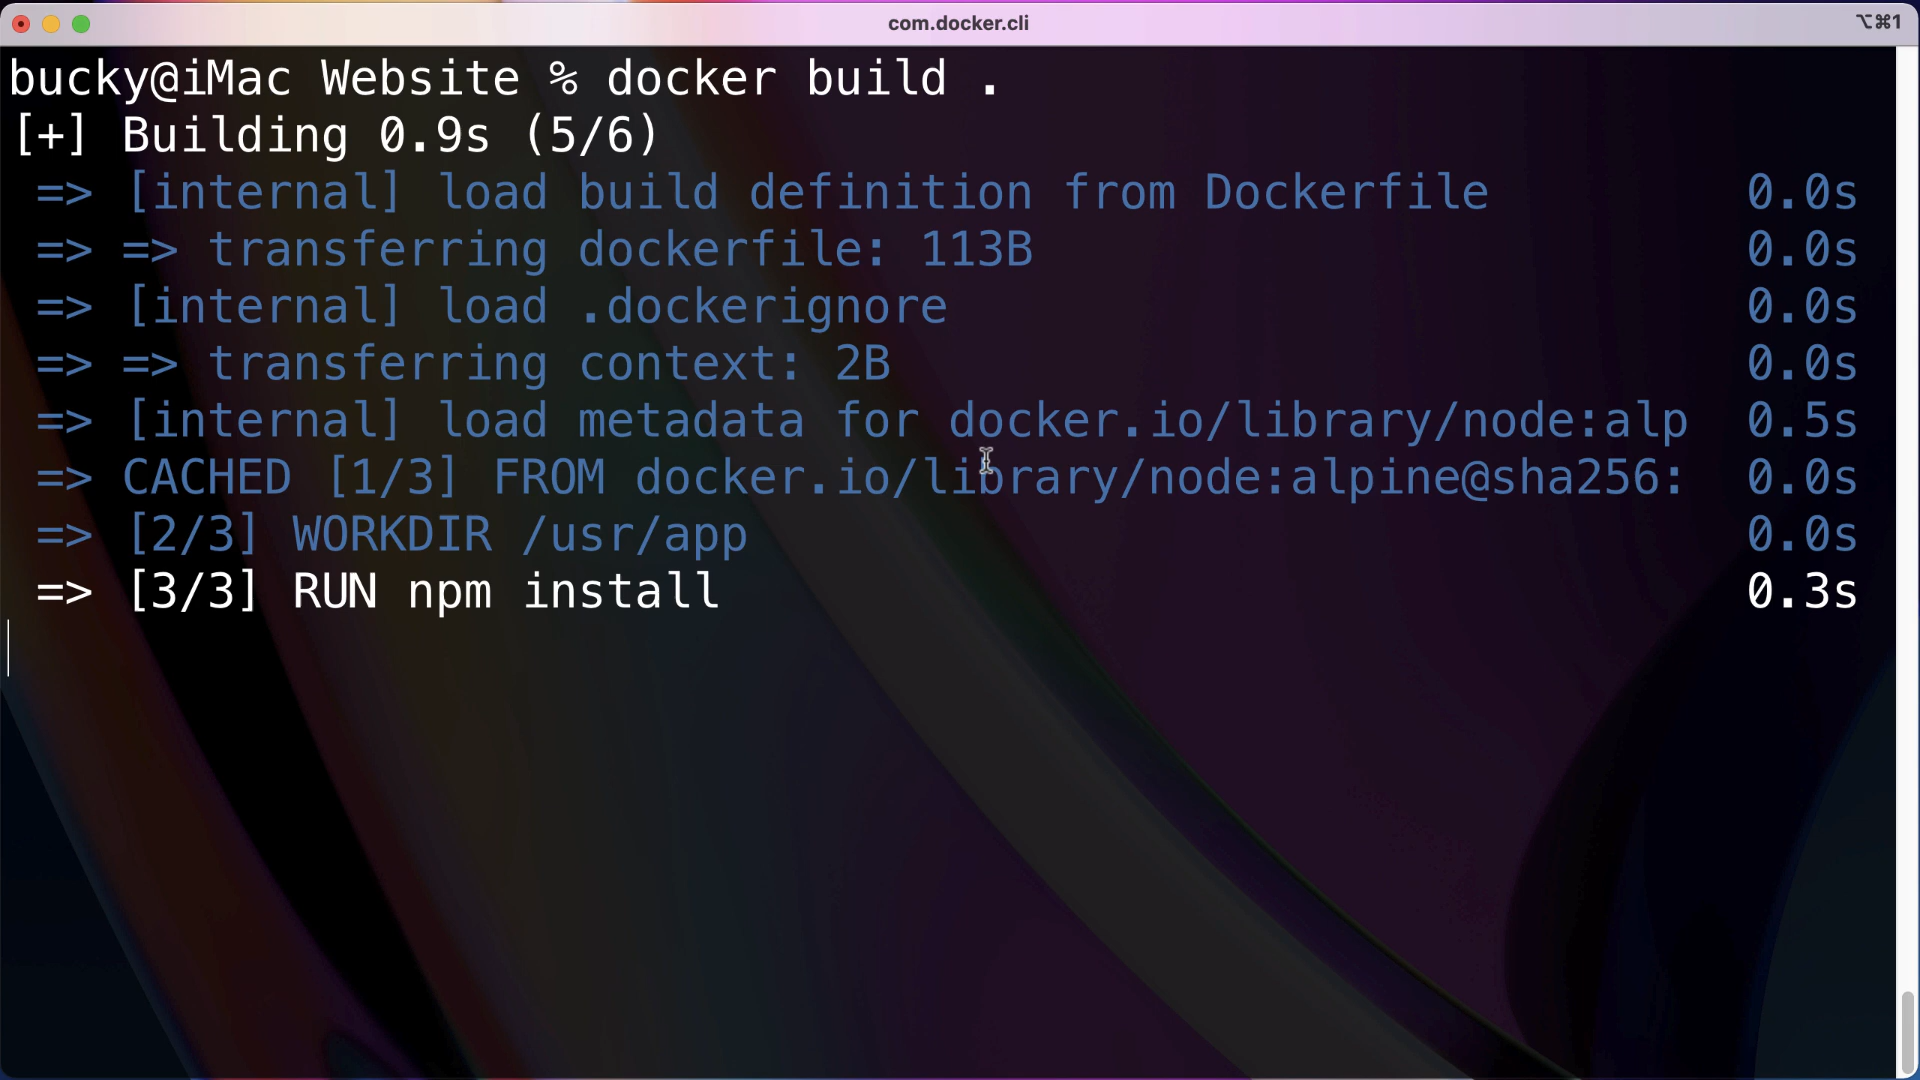 com.docker.cli
⌥⌘1
bucky@iMac Website % docker build .
[+] Building 0.9s (5/6)
=> [internal] load build definition from Dockerfile 0.0s
=> => transferring dockerfile: 113B 0.0s
=> [internal] load .dockerignore 0.0s
=> => transferring context: 2B 0.0s
=> [internal] load metadata for docker.io/library/node:alp 0.5s
=> CACHED [1/3] FROM docker.io/library/node:alpine@sha256: 0.0s
=> [2/3] WORKDIR /usr/app 0.0s
=> [3/3] RUN npm install 0.3s